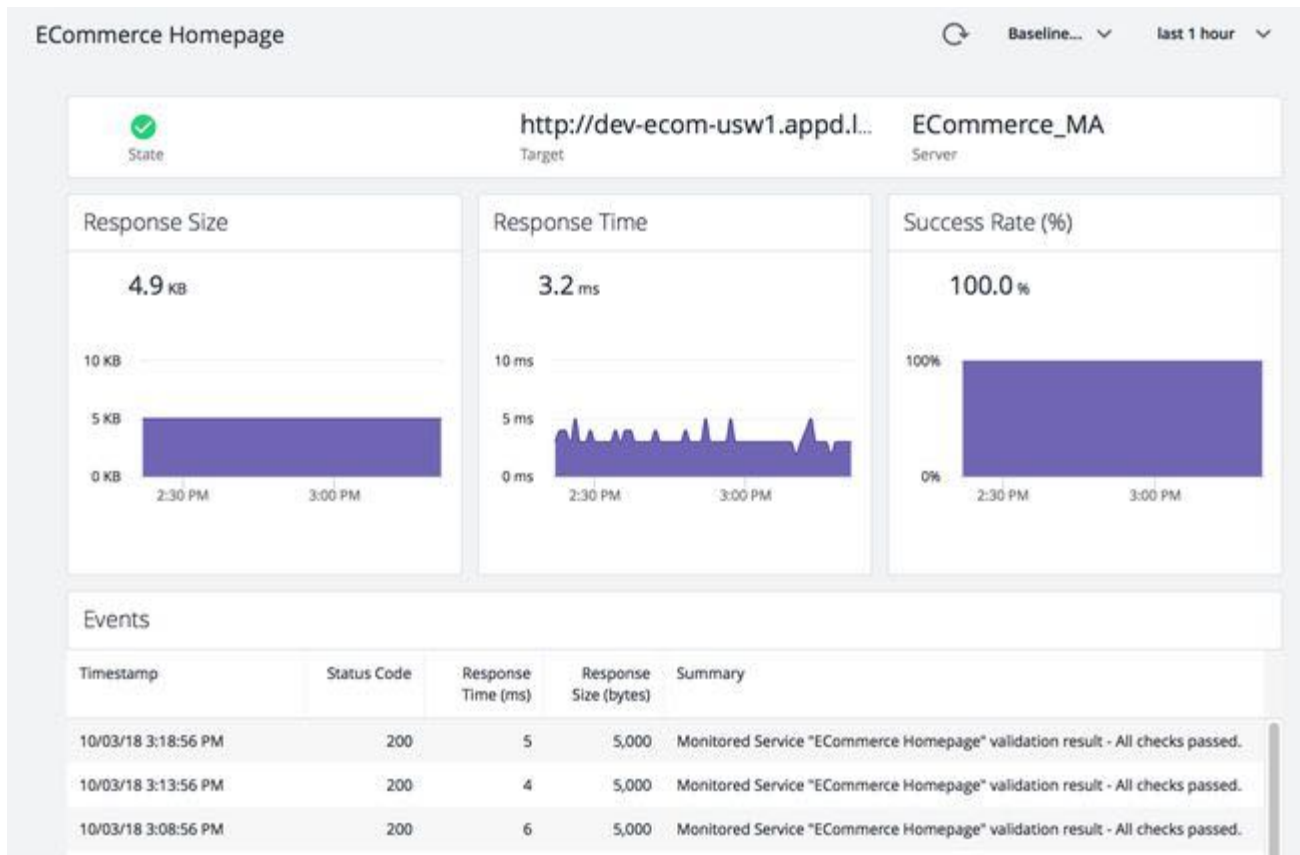 ECommerce Homepage
Baseline... last 1 hour
State
http://dev-ecom-usw1.appd.l...
Target
ECommerce_MA
Server
Response Size
4.9 KB
10 KB
5 KB
0 KB
2:30 PM 3:00 PM
Response Time
3.2 ms
10 ms
5 ms
0 ms
2:30 PM 3:00 PM
Success Rate (%)
100.0 %
100%
0%
2:30 PM 3:00 PM
Events
Timestamp Status Code Response Time (ms) Response Size (bytes) Summary
10/03/18 3:18:56 PM 200 5 5,000 Monitored Service "ECommerce Homepage" validation result - All checks passed.
10/03/18 3:13:56 PM 200 4 5,000 Monitored Service "ECommerce Homepage" validation result - All checks passed.
10/03/18 3:08:56 PM 200 6 5,000 Monitored Service "ECommerce Homepage" validation result - All checks passed.